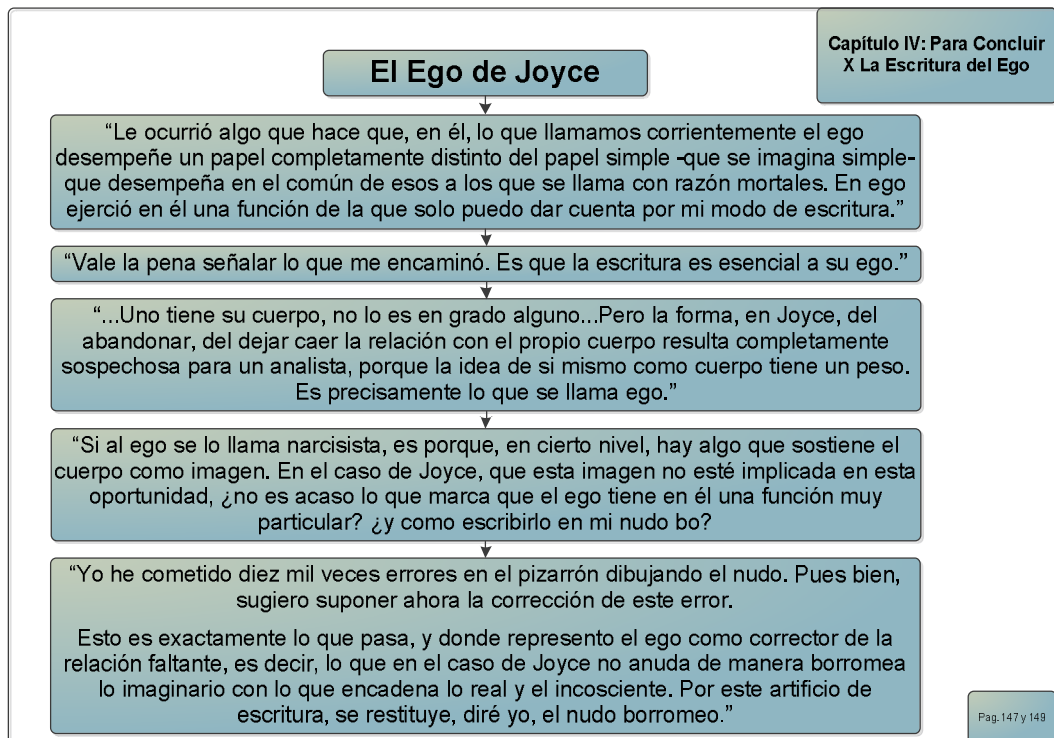 Capítulo IV: Para Concluir
X La Escritura del Ego
El Ego de Joyce
“Le ocurrió algo que hace que, en él, lo que llamamos corrientemente el ego
desempeñe un papel completamente distinto del papel simple -que se imagina simple-
que desempeña en el común de esos a los que se llama con razón mortales. En ego
ejerció en él una función de la que solo puedo dar cuenta por mi modo de escritura.”
“Vale la pena señalar lo que me encaminó. Es que la escritura es esencial a su ego.”
“...Uno tiene su cuerpo, no lo es en grado alguno...Pero la forma, en Joyce, del
abandonar, del dejar caer la relación con el propio cuerpo resulta completamente
sospechosa para un analista, porque la idea de si mismo como cuerpo tiene un peso.
Es precisamente lo que se llama ego.”
“Si al ego se lo llama narcisista, es porque, en cierto nivel, hay algo que sostiene el
cuerpo como imagen. En el caso de Joyce, que esta imagen no esté implicada en esta
oportunidad, ¿no es acaso lo que marca que el ego tiene en él una función muy
particular? ¿y como escribirlo en mi nudo bo?
“Yo he cometido diez mil veces errores en el pizarrón dibujando el nudo. Pues bien,
sugiero suponer ahora la corrección de este error.
Esto es exactamente lo que pasa, y donde represento el ego como corrector de la
relación faltante, es decir, lo que en el caso de Joyce no anuda de manera borromea
lo imaginario con lo que encadena lo real y el incosciente. Por este artificio de
escritura, se restituye, diré yo, el nudo borromeo.”
Pag. 147 y 149